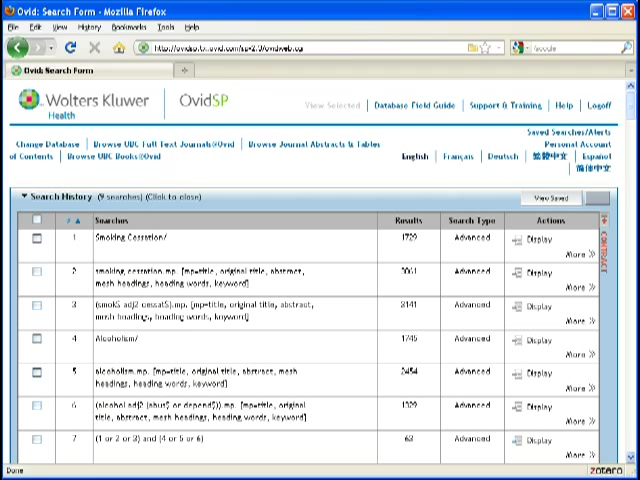 Ovid: Search Form - Mozilla Firefox
File Edit View History Bookmarks Tools Help
Google
Ovid: Search Form
Wolters Kluwer
Health
OvidSP
View Selected | Database Field Guide | Support & Training | Help | Logoff
Saved Searches/Alerts
Change Database | Browse UBC Full Text Journals@Ovid | Browse Journal Abstracts & Tables
of Contents | Browse UBC Books@Ovid
Personal Account
English | Français | Deutsch | 繁體中文 | Español
| 简体中文
Search History (9 searches) (Click to close)
View Saved
# Searches Results Search Type Actions
CONTRACT
1 Smoking Cessation/ 1729 Advanced Display
More
2 smoking cessation.mp. [mp=title, original title, abstract, Advanced Display
mesh headings, heading words, keyword]
More
3 (smok$ adj2 cessat$).mp. [mp=title, original title, abstract, 3141 Advanced Display
mesh headings, heading words, keyword]
More
4 Alcoholism/ 1745 Advanced Display
More
5 alcoholism.mp. [mp=title, original title, abstract, mesh 2454 Advanced Display
headings, heading words, keyword]
More
6 (alcohol adj2 (abus$ or depend$)).mp. [mp=title, original Advanced Display
title, abstract, mesh headings, heading words, keyword]
More
7 (1 or 2 or 3) and (4 or 5 or 6) 63 Advanced Display
More
Done
zotero